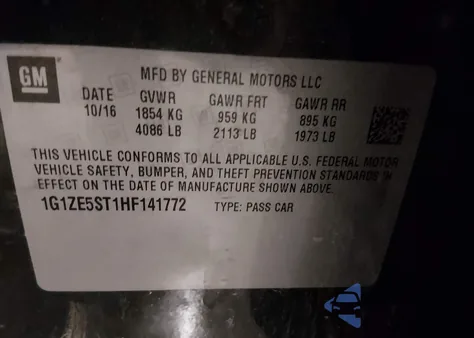 GM
MFD BY GENERAL MOTORS LLC
DATE GVWR GAWR FRT GAWR RR
10/16 1854 KG 959 KG 895 KG
4086 LB 2113 LB 1973 LB
THIS VEHICLE CONFORMS TO ALL APPLICABLE U.S. FEDERAL MOTOR
VEHICLE SAFETY, BUMPER, AND THEFT PREVENTION STANDARDS IN
EFFECT ON THE DATE OF MANUFACTURE SHOWN ABOVE.
1G1ZE5ST1HF141772 TYPE: PASS CAR